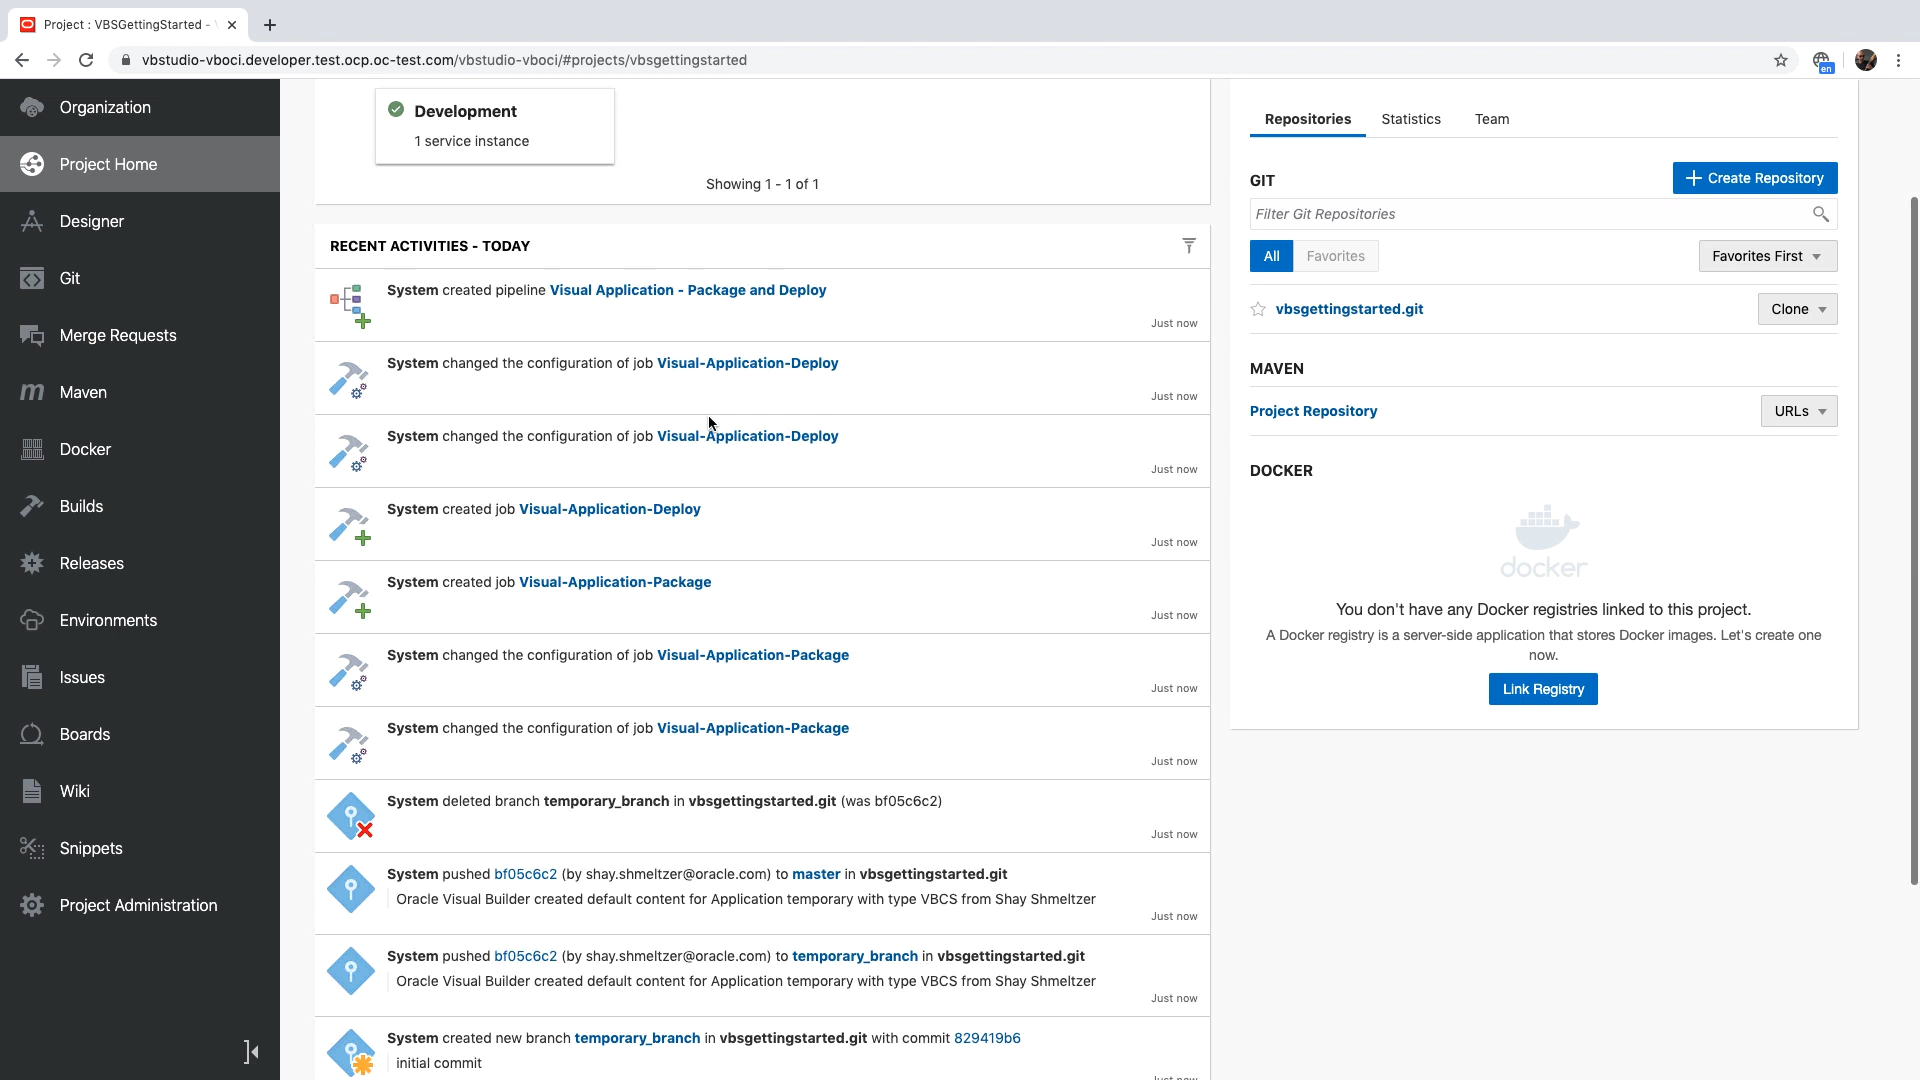 Project : VBSGettingStarted -
vbstudio-vboci.developer.test.ocp.oc-test.com/vbstudio-vboci/#projects/vbsgettingstarted
en
Organization
Project Home
Designer
Git
Merge Requests
Maven
Docker
Builds
Releases
Environments
Issues
Boards
Wiki
Snippets
Project Administration
Development
1 service instance
Showing 1 - 1 of 1
RECENT ACTIVITIES - TODAY
System created pipeline Visual Application - Package and Deploy
Just now
System changed the configuration of job Visual-Application-Deploy
Just now
System changed the configuration of job Visual-Application-Deploy
Just now
System created job Visual-Application-Deploy
Just now
System created job Visual-Application-Package
Just now
System changed the configuration of job Visual-Application-Package
Just now
System changed the configuration of job Visual-Application-Package
Just now
System deleted branch temporary_branch in vbsgettingstarted.git (was bf05c6c2)
Just now
System pushed bf05c6c2 (by shay.shmeltzer@oracle.com) to master in vbsgettingstarted.git
Oracle Visual Builder created default content for Application temporary with type VBCS from Shay Shmeltzer
Just now
System pushed bf05c6c2 (by shay.shmeltzer@oracle.com) to temporary_branch in vbsgettingstarted.git
Oracle Visual Builder created default content for Application temporary with type VBCS from Shay Shmeltzer
Just now
System created new branch temporary_branch in vbsgettingstarted.git with commit 829419b6
initial commit
Just now
Repositories Statistics Team
GIT
Create Repository
Filter Git Repositories
All Favorites
Favorites First
vbsgettingstarted.git
Clone
MAVEN
Project Repository
URLs
DOCKER
docker
You don't have any Docker registries linked to this project.
A Docker registry is a server-side application that stores Docker images. Let's create one
now.
Link Registry